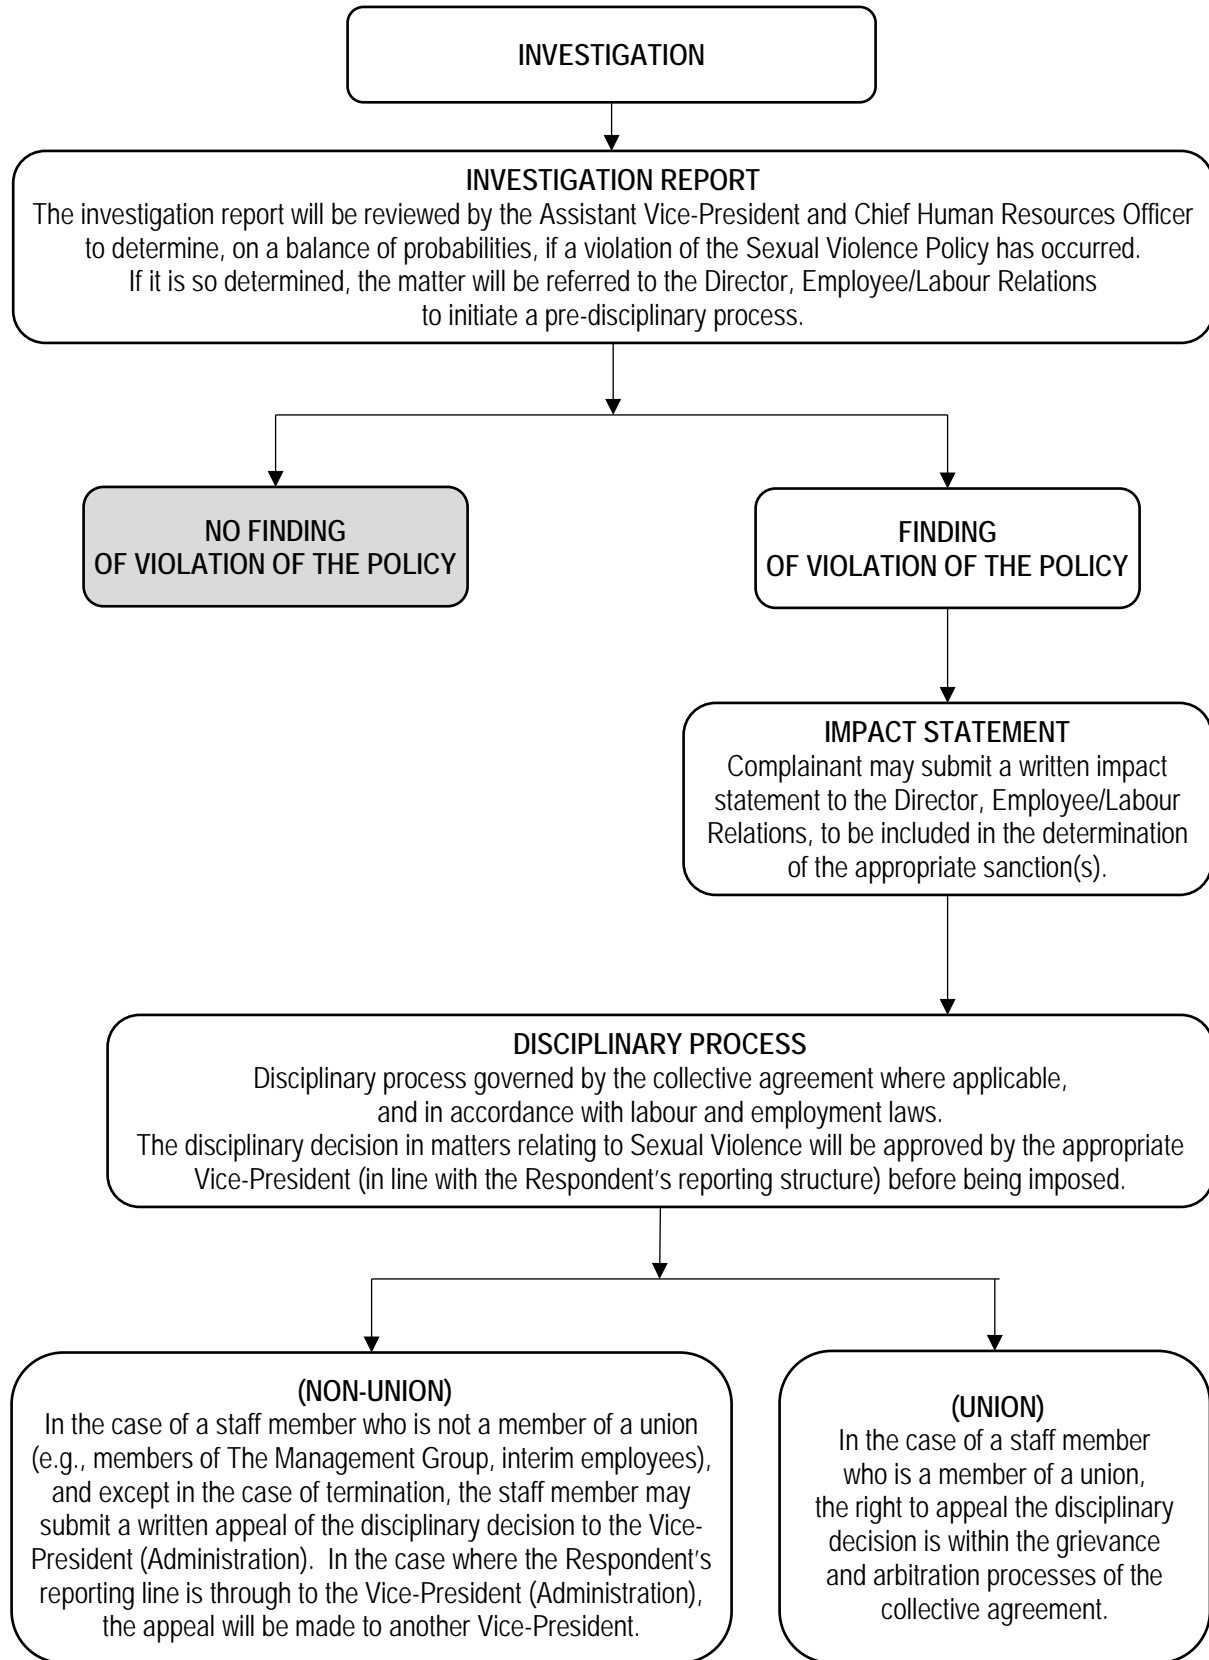 INVESTIGATION
INVESTIGATION REPORT
The investigation report will be reviewed by the Assistant Vice-President and Chief Human Resources Officer
to determine, on a balance of probabilities, if a violation of the Sexual Violence Policy has occurred.
If it is so determined, the matter will be referred to the Director, Employee/Labour Relations
to initiate a pre-disciplinary process.
NO FINDING
OF VIOLATION OF THE POLICY
FINDING
OF VIOLATION OF THE POLICY
IMPACT STATEMENT
Complainant may submit a written impact
statement to the Director, Employee/Labour
Relations, to be included in the determination
of the appropriate sanction(s).
DISCIPLINARY PROCESS
Disciplinary process governed by the collective agreement where applicable,
and in accordance with labour and employment laws.
The disciplinary decision in matters relating to Sexual Violence will be approved by the appropriate
Vice-President (in line with the Respondent's reporting structure) before being imposed.
(NON-UNION)
In the case of a staff member who is not a member of a union
(e.g., members of The Management Group, interim employees),
and except in the case of termination, the staff member may
submit a written appeal of the disciplinary decision to the Vice-
President (Administration).  In the case where the Respondent's
reporting line is through to the Vice-President (Administration),
the appeal will be made to another Vice-President.
(UNION)
In the case of a staff member
who is a member of a union,
the right to appeal the disciplinary
decision is within the grievance
and arbitration processes of the
collective agreement.